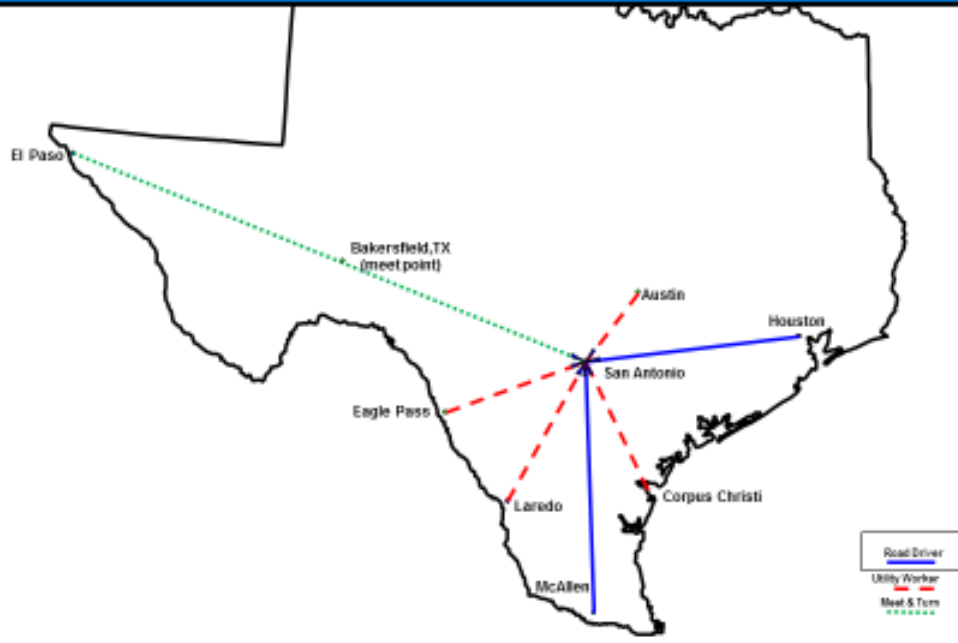 El Paso
Bakersfield,TX
(meet point)
Austin
Houston
San Antonio
Eagle Pass
Laredo
Corpus Christi
McAllen
Road Driver
Utility Worker
Meet & Turn